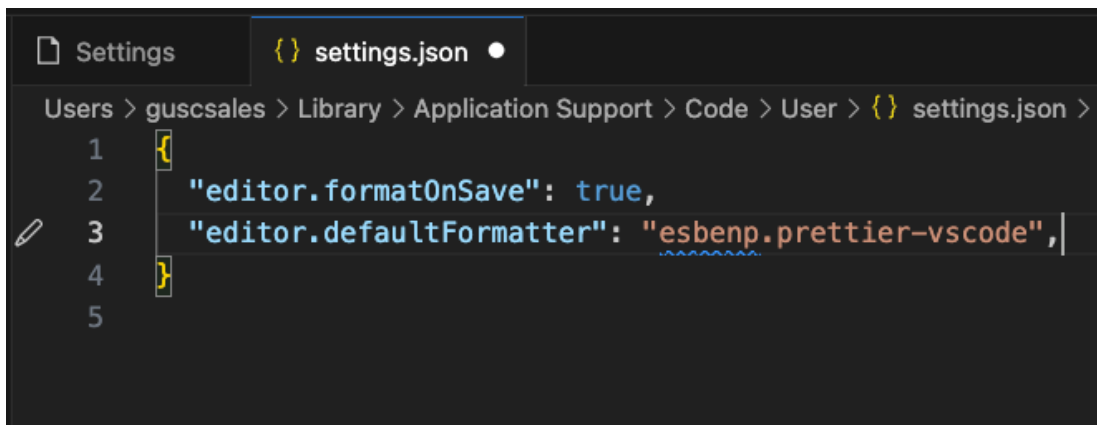 Settings {} settings.json
Users > guscsales > Library > Application Support > Code > User > {} settings.json >
1 {
2 "editor.formatOnSave": true,
3 "editor.defaultFormatter": "esbenp.prettier-vscode",
4 }
5